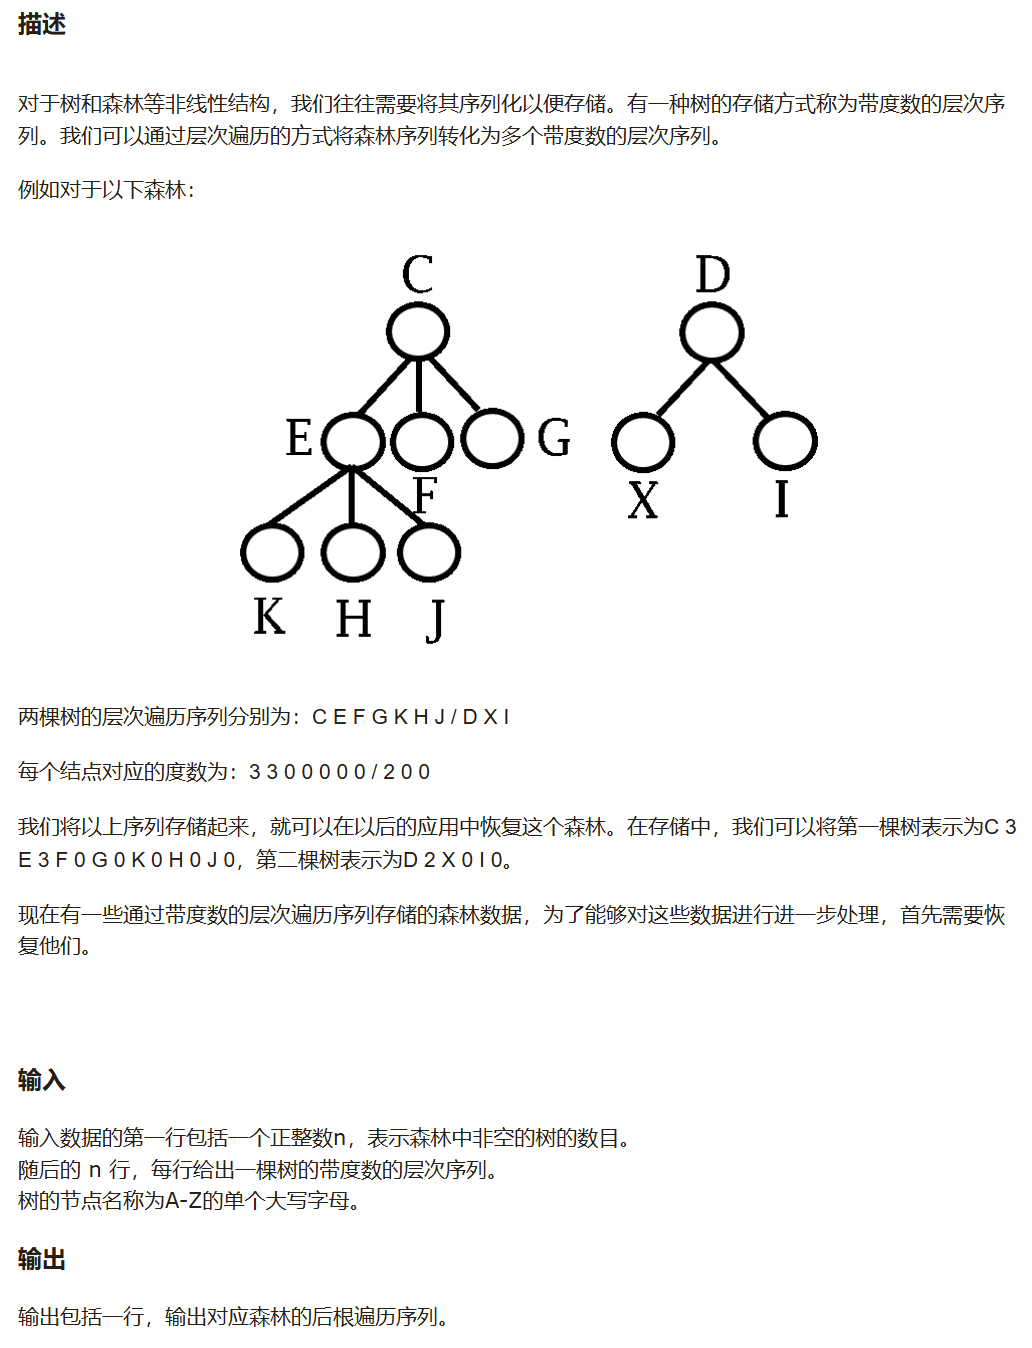 描述
对于树和森林等非线性结构，我们往往需要将其序列化以便存储。有一种树的存储方式称为带度数的层次序
列。我们可以通过层次遍历的方式将森林序列转化为多个带度数的层次序列。
例如对于以下森林：
C D
E F G X I
K H J
两棵树的层次遍历序列分别为：C E F G K H J / D X I
每个结点对应的度数为：3 3 0 0 0 0 0 / 2 0 0
我们将以上序列存储起来，就可以在以后的应用中恢复这个森林。在存储中，我们可以将第一棵树表示为C 3
E 3 F 0 G 0 K 0 H 0 J 0，第二棵树表示为D 2 X 0 I 0。
现在有一些通过带度数的层次遍历序列存储的森林数据，为了能够对这些数据进行进一步处理，首先需要恢
复他们。
输入
输入数据的第一行包括一个正整数n，表示森林中非空的树的数目。
随后的 n 行，每行给出一棵树的带度数的层次序列。
树的节点名称为A-Z的单个大写字母。
输出
输出包括一行，输出对应森林的后根遍历序列。